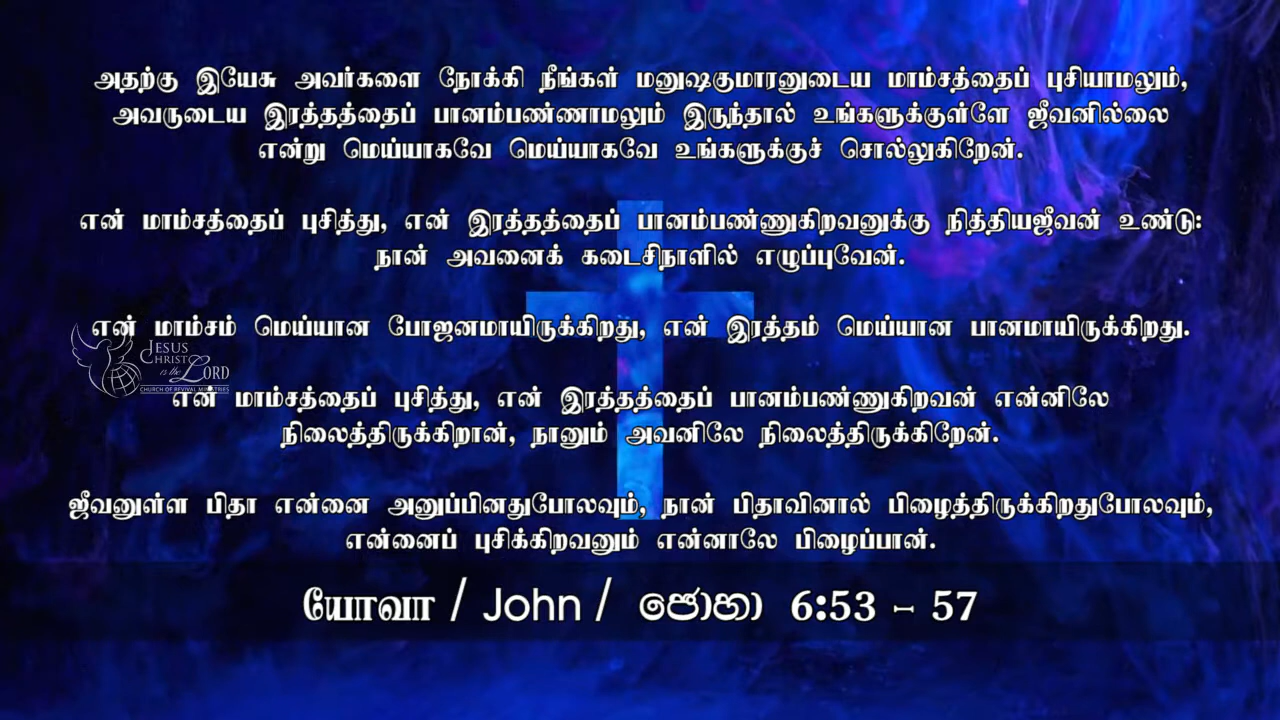 அதற்கு இயேசு அவர்களை நோக்கி நீங்கள் மனுஷகுமாரனுடைய மாம்சத்தைப் புசியாமலும்,
அவருடைய இரத்தத்தைப் பானம்பண்ணாமலும் இருந்தால் உங்களுக்குள்ளே ஜீவனில்லை
என்று மெய்யாகவே மெய்யாகவே உங்களுக்குச் சொல்லுகிறேன்.
என் மாம்சத்தைப் புசித்து, என் இரத்தத்தைப் பானம்பண்ணுகிறவனுக்கு நித்தியஜீவன் உண்டு:
நான் அவனைக் கடைசிநாளில் எழுப்புவேன்.
என் மாம்சம் மெய்யான போஜனமாயிருக்கிறது, என் இரத்தம் மெய்யான பானமாயிருக்கிறது.
JESUS
CHRIST
is the LORD
CHURCH OF REVIVAL MINISTRIES
என் மாம்சத்தைப் புசித்து, என் இரத்தத்தைப் பானம்பண்ணுகிறவன் என்னிலே
நிலைத்திருக்கிறான், நானும் அவனிலே நிலைத்திருக்கிறேன்.
ஜீவனுள்ள பிதா என்னை அனுப்பினதுபோலவும், நான் பிதாவினால் பிழைத்திருக்கிறதுபோலவும்,
என்னைப் புசிக்கிறவனும் என்னாலே பிழைப்பான்.
யோவா / John / ජොහා 6:53 - 57